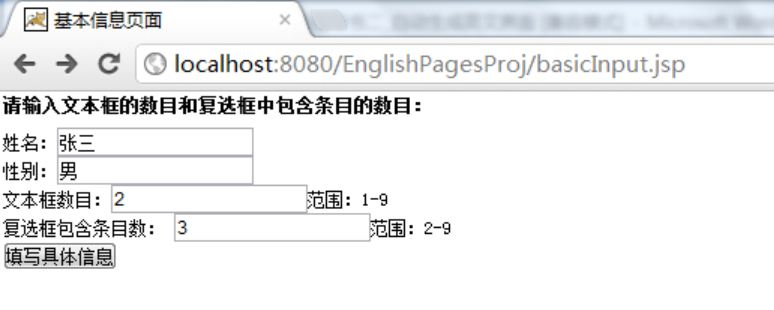 基本信息页面
localhost:8080/EnglishPagesProj/basicInput.jsp
请输入文本框的数目和复选框中包含条目的数目：
姓名：张三
性别：男
文本框数目：2范围：1-9
复选框包含条目数： 3范围：2-9
填写具体信息